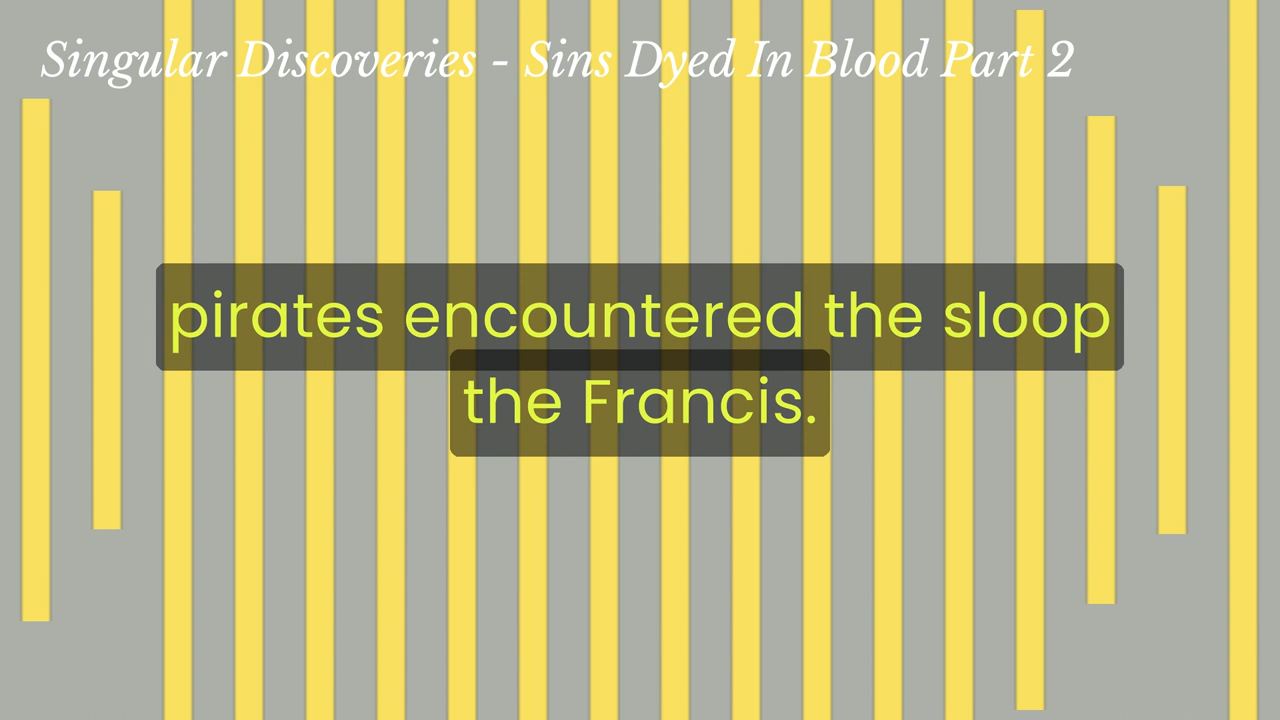 Singular Discoveries - Sins Dyed In Blood Part 2
pirates encountered the sloop
the Francis.